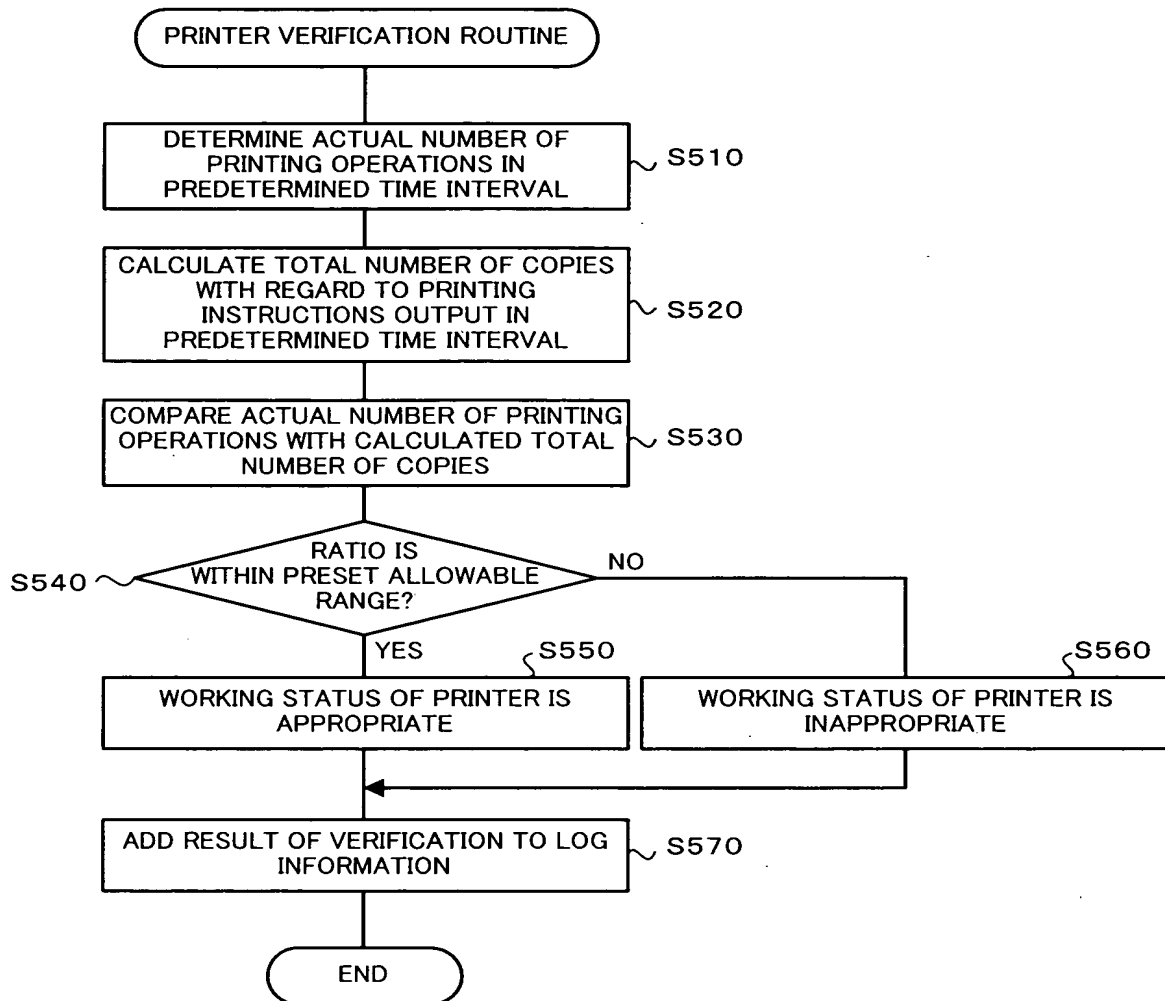 PRINTER VERIFICATION ROUTINE
DETERMINE ACTUAL NUMBER OF
PRINTING OPERATIONS IN
PREDETERMINED TIME INTERVAL
S510
CALCULATE TOTAL NUMBER OF COPIES
WITH REGARD TO PRINTING
INSTRUCTIONS OUTPUT IN
PREDETERMINED TIME INTERVAL
S520
COMPARE ACTUAL NUMBER OF PRINTING
OPERATIONS WITH CALCULATED TOTAL
NUMBER OF COPIES
S530
S540
RATIO IS
WITHIN PRESET ALLOWABLE
RANGE?
NO
YES
S550
WORKING STATUS OF PRINTER IS
APPROPRIATE
S560
WORKING STATUS OF PRINTER IS
INAPPROPRIATE
ADD RESULT OF VERIFICATION TO LOG
INFORMATION
S570
END